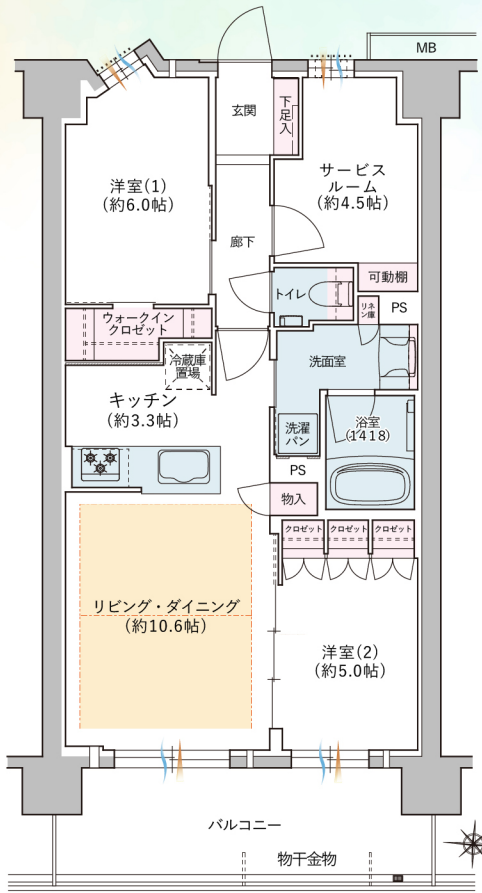 MB
玄関
下
足
入
洋室(1)
(約6.0帖)
サービス
ルーム
(約4.5帖)
廊下
可動棚
トイレ
リネ
ン庫
PS
ウォークイン
クロゼット
冷蔵庫
置場
洗面室
キッチン
(約3.3帖)
洗濯
パン
浴室
(1418)
PS
物入
クロゼット
クロゼット
クロゼット
リビング・ダイニング
(約10.6帖)
洋室(2)
(約5.0帖)
バルコニー
物干金物